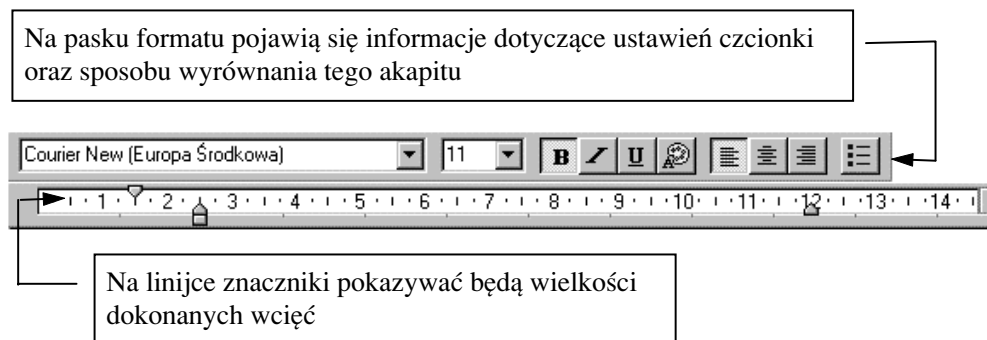 Na pasku formatu pojawią się informacje dotyczące ustawień czcionki
oraz sposobu wyrównania tego akapitu
Courier New (Europa Środkowa) 11 B I U A
1 2 3 4 5 6 7 8 9 10 11 12 13 14
Na linijce znaczniki pokazywać będą wielkości
dokonanych wcięć